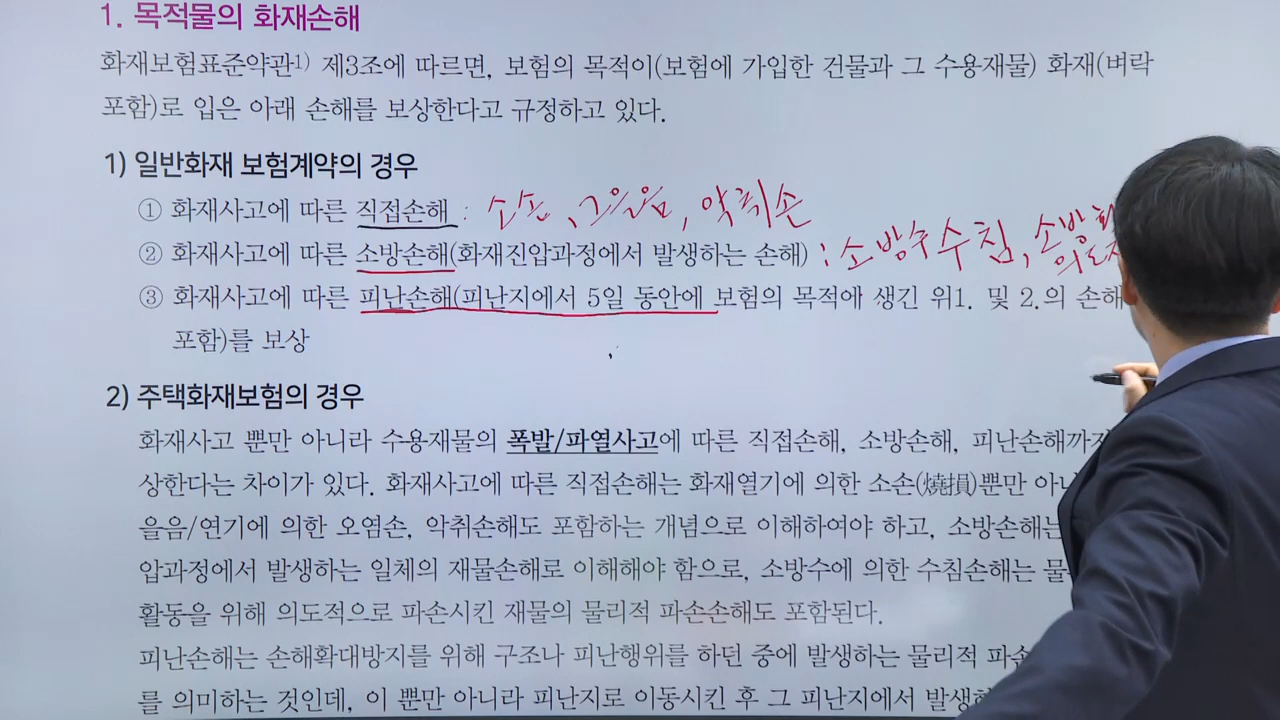 1. 목적물의 화재손해
화재보험표준약관1) 제3조에 따르면, 보험의 목적이(보험에 가입한 건물과 그 수용재물) 화재(벼락
포함)로 입은 아래 손해를 보상한다고 규정하고 있다.
1) 일반화재 보험계약의 경우
① 화재사고에 따른 직접손해 : 소손, 그을음, 악취손
② 화재사고에 따른 소방손해(화재진압과정에서 발생하는 손해) : 소방수 수침, 소방
③ 화재사고에 따른 피난손해(피난지에서 5일 동안에 보험의 목적에 생긴 위1. 및 2.의 손해
포함)를 보상
2) 주택화재보험의 경우
화재사고 뿐만 아니라 수용재물의 폭발/파열사고에 따른 직접손해, 소방손해, 피난손해까지
상한다는 차이가 있다. 화재사고에 따른 직접손해는 화재열기에 의한 소손(燒損)뿐만 아니
을음/연기에 의한 오염손, 악취손해도 포함하는 개념으로 이해하여야 하고, 소방손해는
압과정에서 발생하는 일체의 재물손해로 이해해야 함으로, 소방수에 의한 수침손해는 물
활동을 위해 의도적으로 파손시킨 재물의 물리적 파손손해도 포함된다.
피난손해는 손해확대방지를 위해 구조나 피난행위를 하던 중에 발생하는 물리적 파손
를 의미하는 것인데, 이 뿐만 아니라 피난지로 이동시킨 후 그 피난지에서 발생하